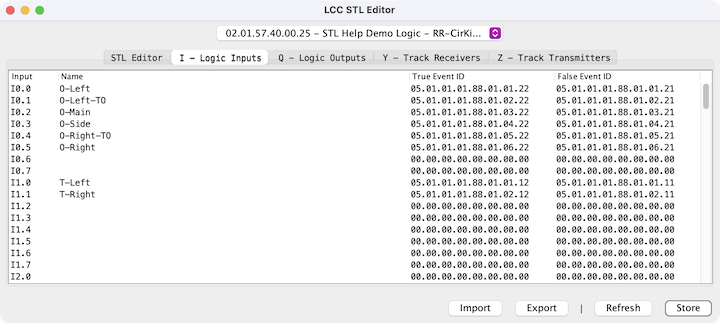 LCC STL Editor
02.01.57.40.00.25 – STL Help Demo Logic – RR-CirKi...
STL Editor I – Logic Inputs Q – Logic Outputs Y – Track Receivers Z – Track Transmitters
Input Name True Event ID False Event ID
I0.0 O-Left 05.01.01.01.88.01.01.22 05.01.01.01.88.01.01.21
I0.1 O-Left-TO 05.01.01.01.88.01.02.22 05.01.01.01.88.01.02.21
I0.2 O-Main 05.01.01.01.88.01.03.22 05.01.01.01.88.01.03.21
I0.3 O-Side 05.01.01.01.88.01.04.22 05.01.01.01.88.01.04.21
I0.4 O-Right-TO 05.01.01.01.88.01.05.22 05.01.01.01.88.01.05.21
I0.5 O-Right 05.01.01.01.88.01.06.22 05.01.01.01.88.01.06.21
I0.6 00.00.00.00.00.00.00.00 00.00.00.00.00.00.00.00
I0.7 00.00.00.00.00.00.00.00 00.00.00.00.00.00.00.00
I1.0 T-Left 05.01.01.01.88.01.01.12 05.01.01.01.88.01.01.11
I1.1 T-Right 05.01.01.01.88.01.02.12 05.01.01.01.88.01.02.11
I1.2 00.00.00.00.00.00.00.00 00.00.00.00.00.00.00.00
I1.3 00.00.00.00.00.00.00.00 00.00.00.00.00.00.00.00
I1.4 00.00.00.00.00.00.00.00 00.00.00.00.00.00.00.00
I1.5 00.00.00.00.00.00.00.00 00.00.00.00.00.00.00.00
I1.6 00.00.00.00.00.00.00.00 00.00.00.00.00.00.00.00
I1.7 00.00.00.00.00.00.00.00 00.00.00.00.00.00.00.00
I2.0 00.00.00.00.00.00.00.00 00.00.00.00.00.00.00.00
Import Export | Refresh Store